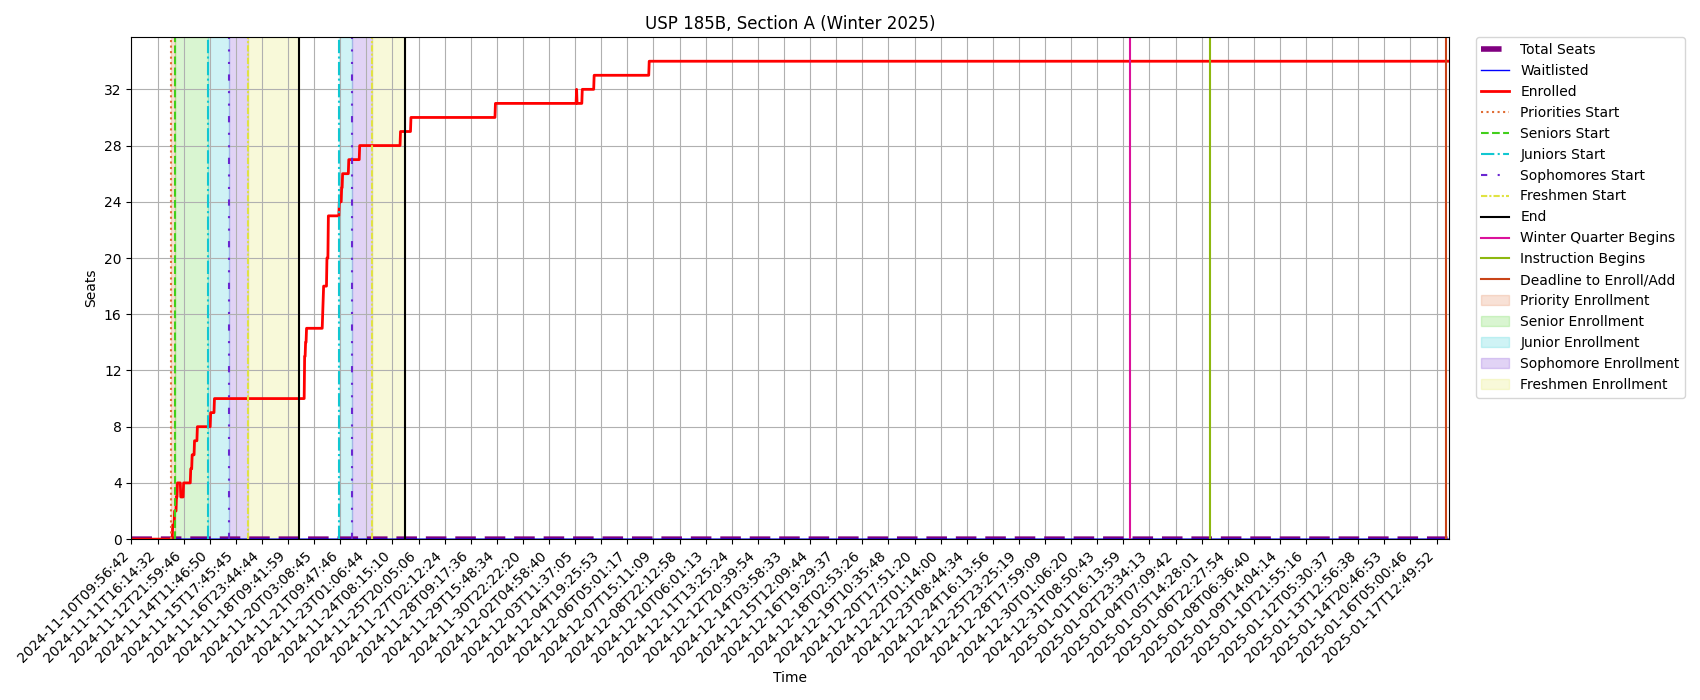 USP 185B, Section A (Winter 2025)
Seats
32
28
24
20
16
12
8
4
0
2024-11-10T09:56:42
2024-11-11T16:14:32
2024-11-12T21:59:46
2024-11-14T11:46:50
2024-11-15T17:45:45
2024-11-16T23:44:44
2024-11-18T09:41:59
2024-11-20T03:08:45
2024-11-21T09:47:46
2024-11-23T01:06:44
2024-11-24T08:15:10
2024-11-25T20:05:06
2024-11-27T02:12:24
2024-11-28T09:17:36
2024-11-29T15:48:34
2024-11-30T22:22:20
2024-12-02T04:58:40
2024-12-03T11:37:05
2024-12-04T19:25:53
2024-12-06T05:01:17
2024-12-07T15:11:09
2024-12-08T22:12:58
2024-12-10T06:01:13
2024-12-11T13:25:24
2024-12-12T20:39:54
2024-12-14T03:58:33
2024-12-15T12:09:44
2024-12-16T19:29:37
2024-12-18T02:53:26
2024-12-19T10:35:48
2024-12-20T17:51:20
2024-12-22T01:14:00
2024-12-23T08:44:34
2024-12-24T16:13:56
2024-12-25T23:25:19
2024-12-28T17:59:09
2024-12-30T01:06:20
2024-12-31T08:50:43
2025-01-01T16:13:59
2025-01-02T23:34:13
2025-01-04T07:09:42
2025-01-05T14:28:01
2025-01-06T22:27:54
2025-01-08T06:36:40
2025-01-09T14:04:14
2025-01-10T21:55:16
2025-01-12T05:30:37
2025-01-13T12:56:38
2025-01-14T20:46:53
2025-01-16T05:00:46
2025-01-17T12:49:52
Time
Total Seats
Waitlisted
Enrolled
Priorities Start
Seniors Start
Juniors Start
Sophomores Start
Freshmen Start
End
Winter Quarter Begins
Instruction Begins
Deadline to Enroll/Add
Priority Enrollment
Senior Enrollment
Junior Enrollment
Sophomore Enrollment
Freshmen Enrollment